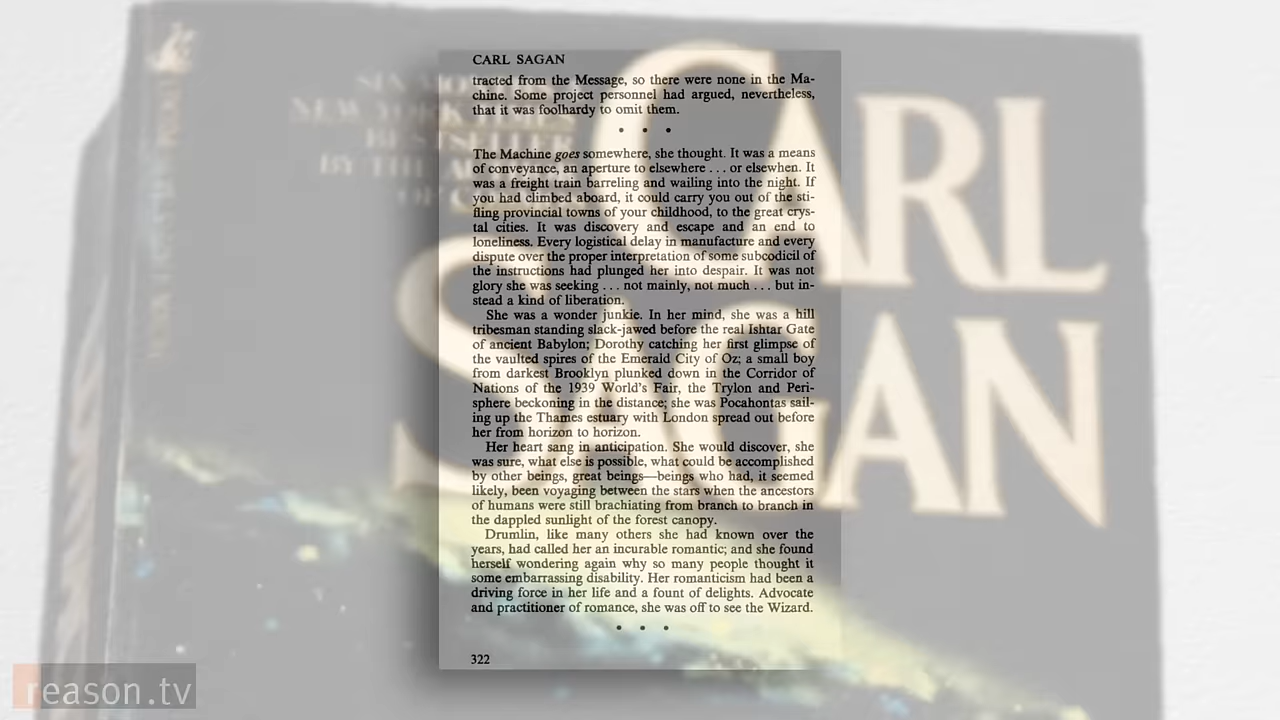 CARL SAGAN
tracted from the Message, so there were none in the Ma-
chine. Some project personnel had argued, nevertheless,
that it was foolhardy to omit them.
• • •
The Machine goes somewhere, she thought. It was a means
of conveyance, an aperture to elsewhere . . . or elsewhen. It
was a freight train barreling and wailing into the night. If
you had climbed aboard, it could carry you out of the sti-
fling provincial towns of your childhood, to the great crys-
tal cities. It was discovery and escape and an end to
loneliness. Every logistical delay in manufacture and every
dispute over the proper interpretation of some subcodicil of
the instructions had plunged her into despair. It was not
glory she was seeking . . . not mainly, not much . . . but in-
stead a kind of liberation.
She was a wonder junkie. In her mind, she was a hill
tribesman standing slack-jawed before the real Ishtar Gate
of ancient Babylon; Dorothy catching her first glimpse of
the vaulted spires of the Emerald City of Oz; a small boy
from darkest Brooklyn plunked down in the Corridor of
Nations of the 1939 World's Fair, the Trylon and Peri-
sphere beckoning in the distance; she was Pocahontas sail-
ing up the Thames estuary with London spread out before
her from horizon to horizon.
Her heart sang in anticipation. She would discover, she
was sure, what else is possible, what could be accomplished
by other beings, great beings—beings who had, it seemed
likely, been voyaging between the stars when the ancestors
of humans were still brachiating from branch to branch in
the dappled sunlight of the forest canopy.
Drumlin, like many others she had known over the
years, had called her an incurable romantic; and she found
herself wondering again why so many people thought it
some embarrassing disability. Her romanticism had been a
driving force in her life and a fount of delights. Advocate
and practitioner of romance, she was off to see the Wizard.
• • •
322
CARL
SAGAN
NEW YORK
BESTSELLER
BY THE
reason.tv